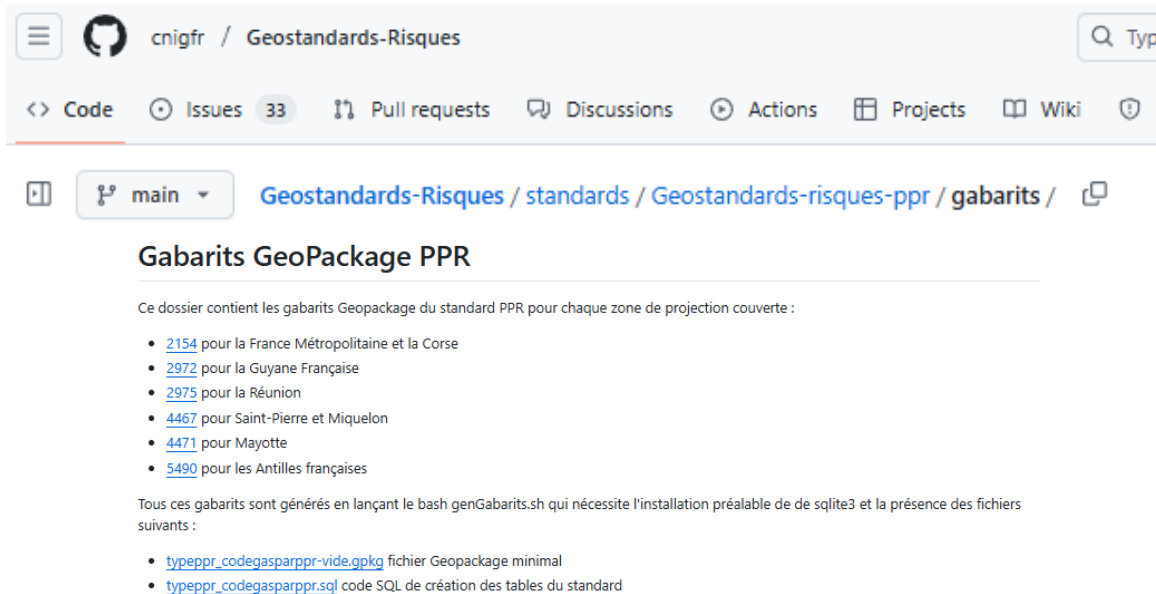 cnigfr / Geostandards-Risques
Typ
<> Code
Issues 33
Pull requests
Discussions
Actions
Projects
Wiki
main
Geostandards-Risques / standards / Geostandards-risques-ppr / gabarits /
Gabarits GeoPackage PPR
Ce dossier contient les gabarits Geopackage du standard PPR pour chaque zone de projection couverte :
• 2154 pour la France Métropolitaine et la Corse
• 2972 pour la Guyane Française
• 2975 pour la Réunion
• 4467 pour Saint-Pierre et Miquelon
• 4471 pour Mayotte
• 5490 pour les Antilles françaises
Tous ces gabarits sont générés en lançant le bash genGabarits.sh qui nécessite l'installation préalable de de sqlite3 et la présence des fichiers
suivants :
• typeppr_codegasparppr-vide.gpkg fichier Geopackage minimal
• typeppr_codegasparppr.sql code SQL de création des tables du standard